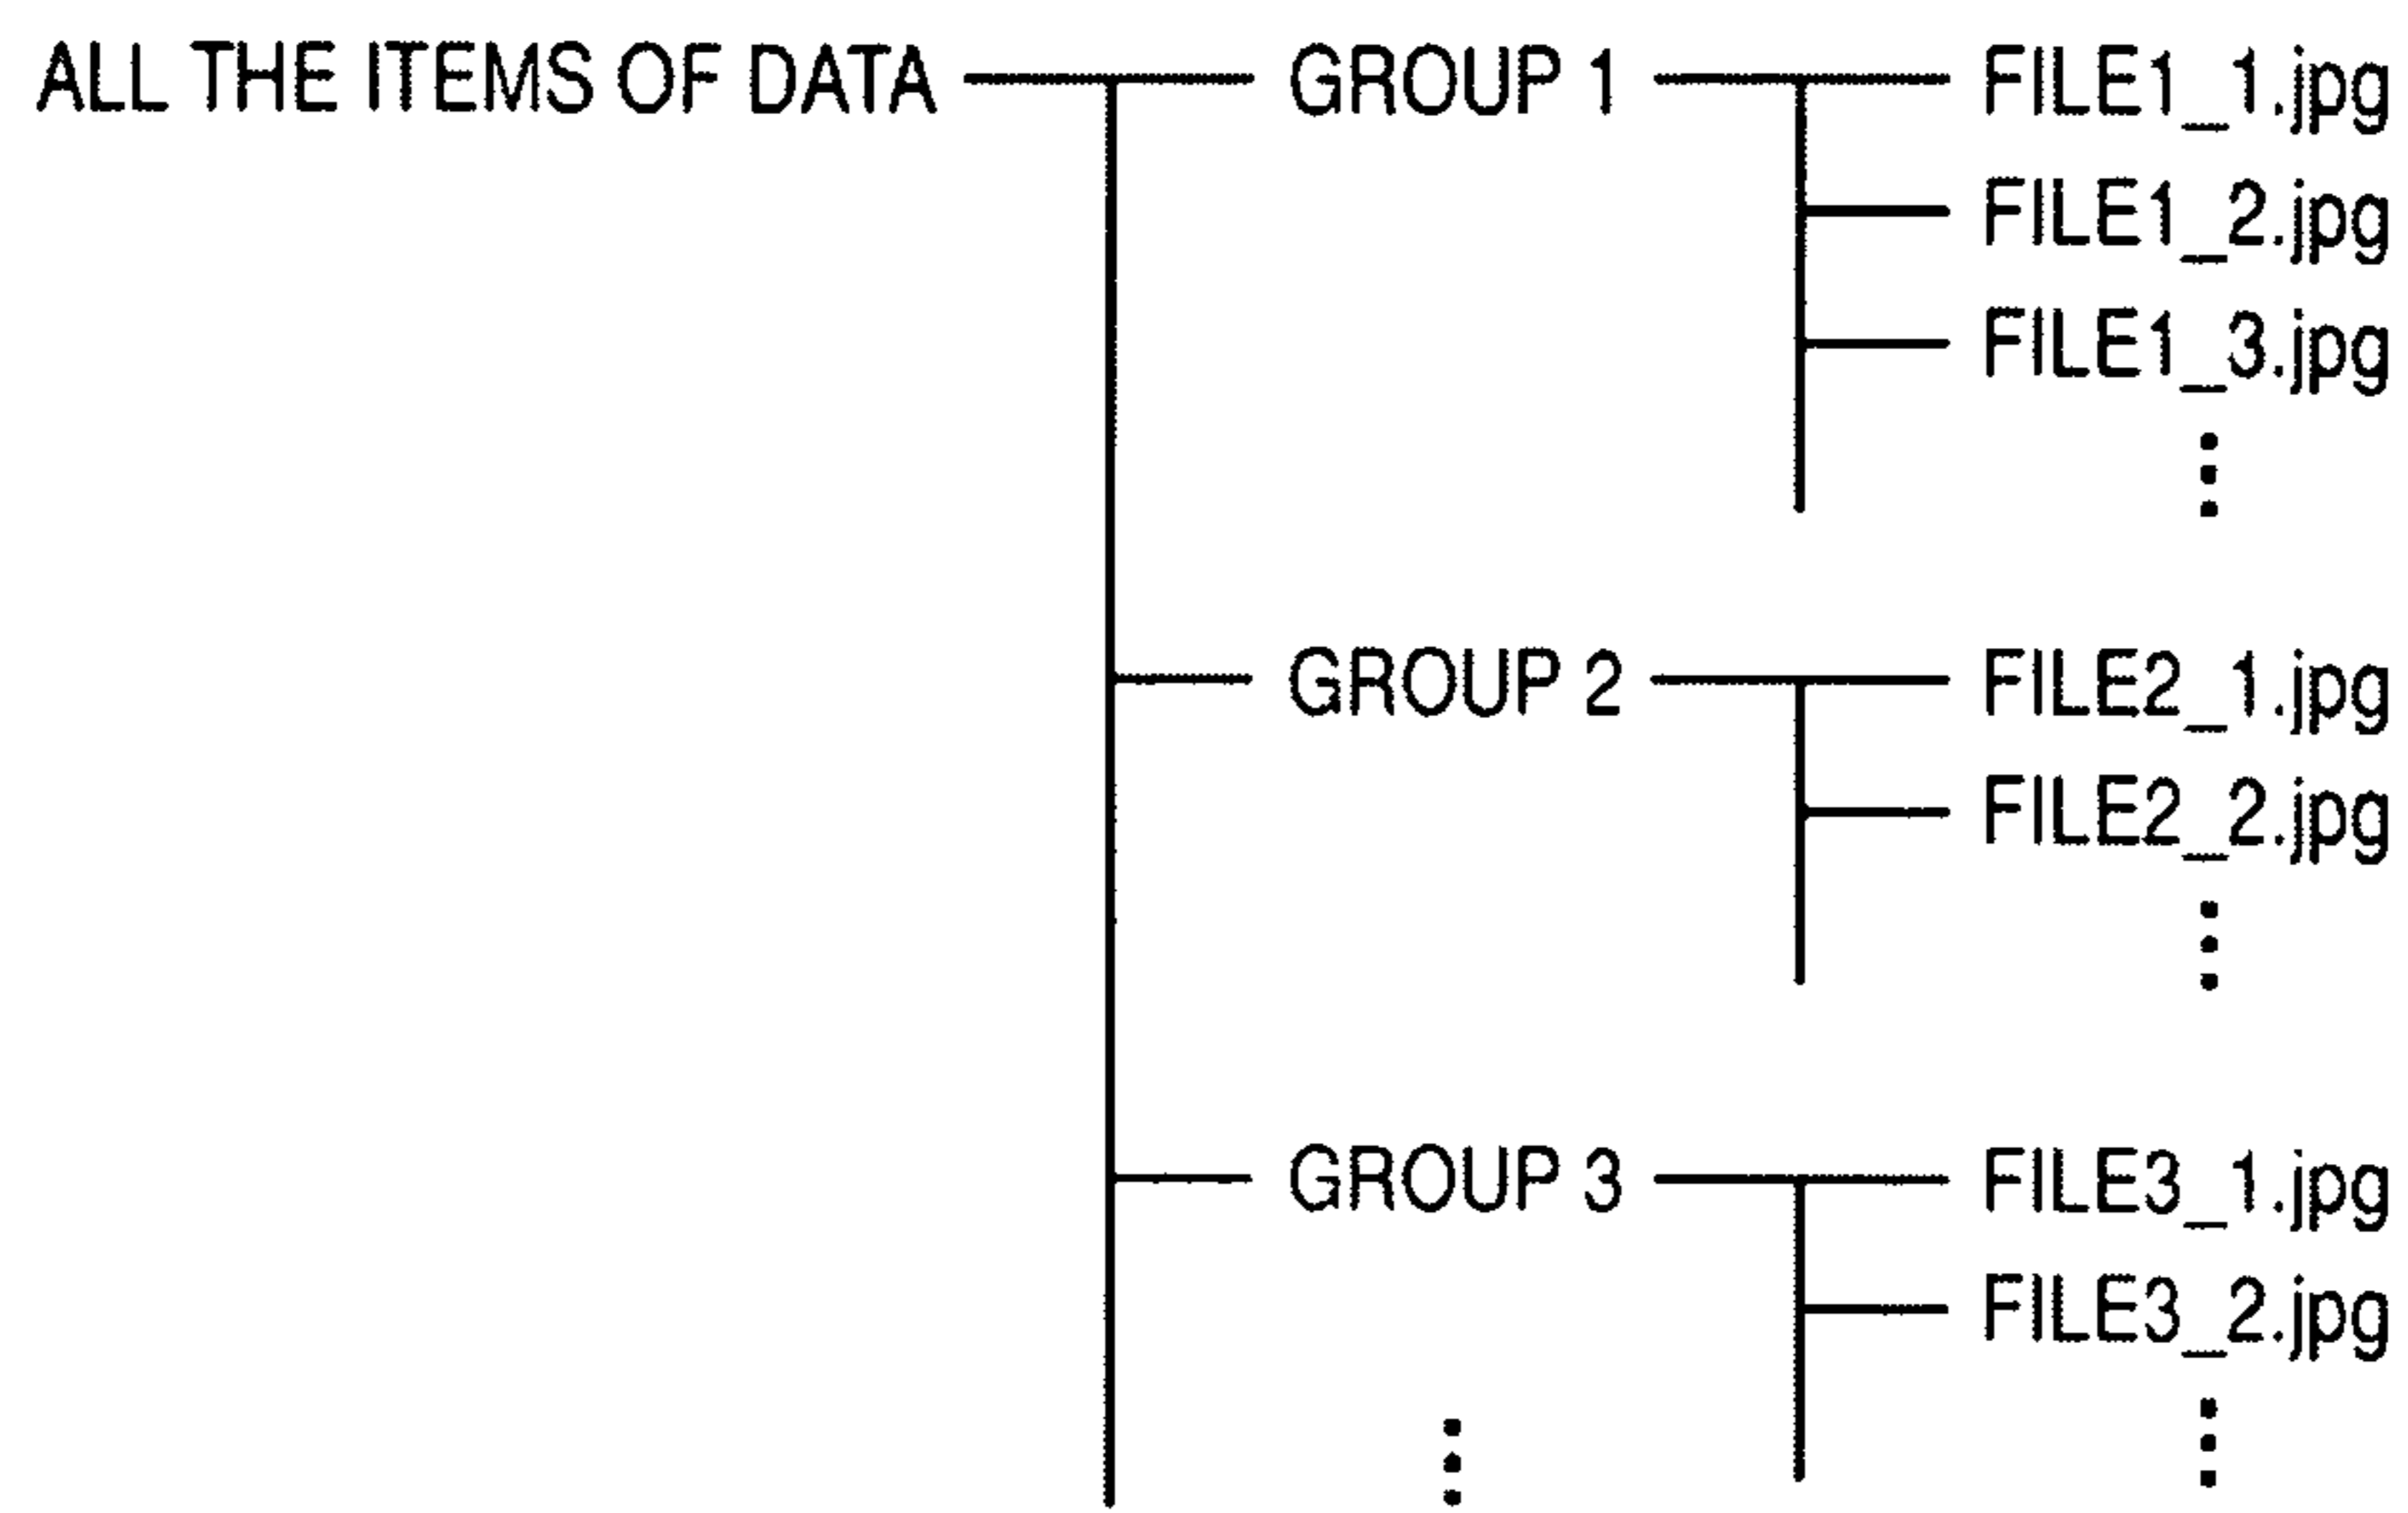 ALL THE ITEMS OF DATA GROUP 1 FILE1_1.jpg
FILE1_2.jpg
FILE1_3.jpg
GROUP 2 FILE2_1.jpg
FILE2_2.jpg
GROUP 3 FILE3_1.jpg
FILE3_2.jpg